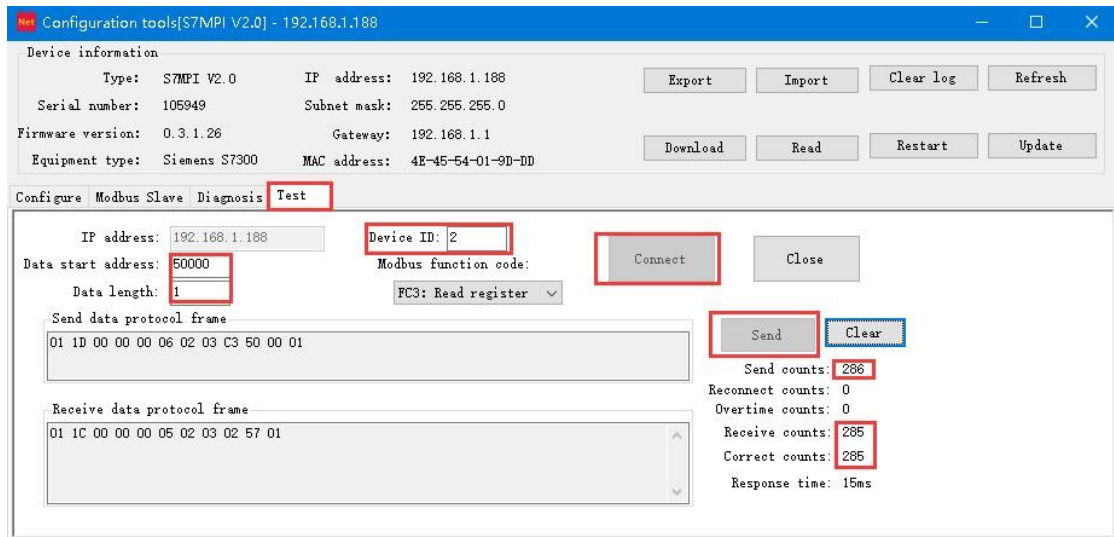 Net Configuration tools[S7MPI V2.0] - 192.168.1.188
Device information
Type: S7MPI V2.0 IP address: 192.168.1.188 Export Import Clear log Refresh
Serial number: 105949 Subnet mask: 255.255.255.0
Firmware version: 0.3.1.26 Gateway: 192.168.1.1 Download Read Restart Update
Equipment type: Siemens S7300 MAC address: 4E-45-54-01-9D-DD
Configure Modbus Slave Diagnosis Test
IP address: 192.168.1.188 Device ID: 2 Connect Close
Data start address: 50000 Modbus function code:
Data length: 1 FC3: Read register
Send data protocol frame
01 1D 00 00 00 06 02 03 C3 50 00 01 Send Clear
Send counts: 286
Reconnect counts: 0
Receive data protocol frame Overtime counts: 0
01 1C 00 00 00 05 02 03 02 57 01 Receive counts: 285
Correct counts: 285
Response time: 15ms